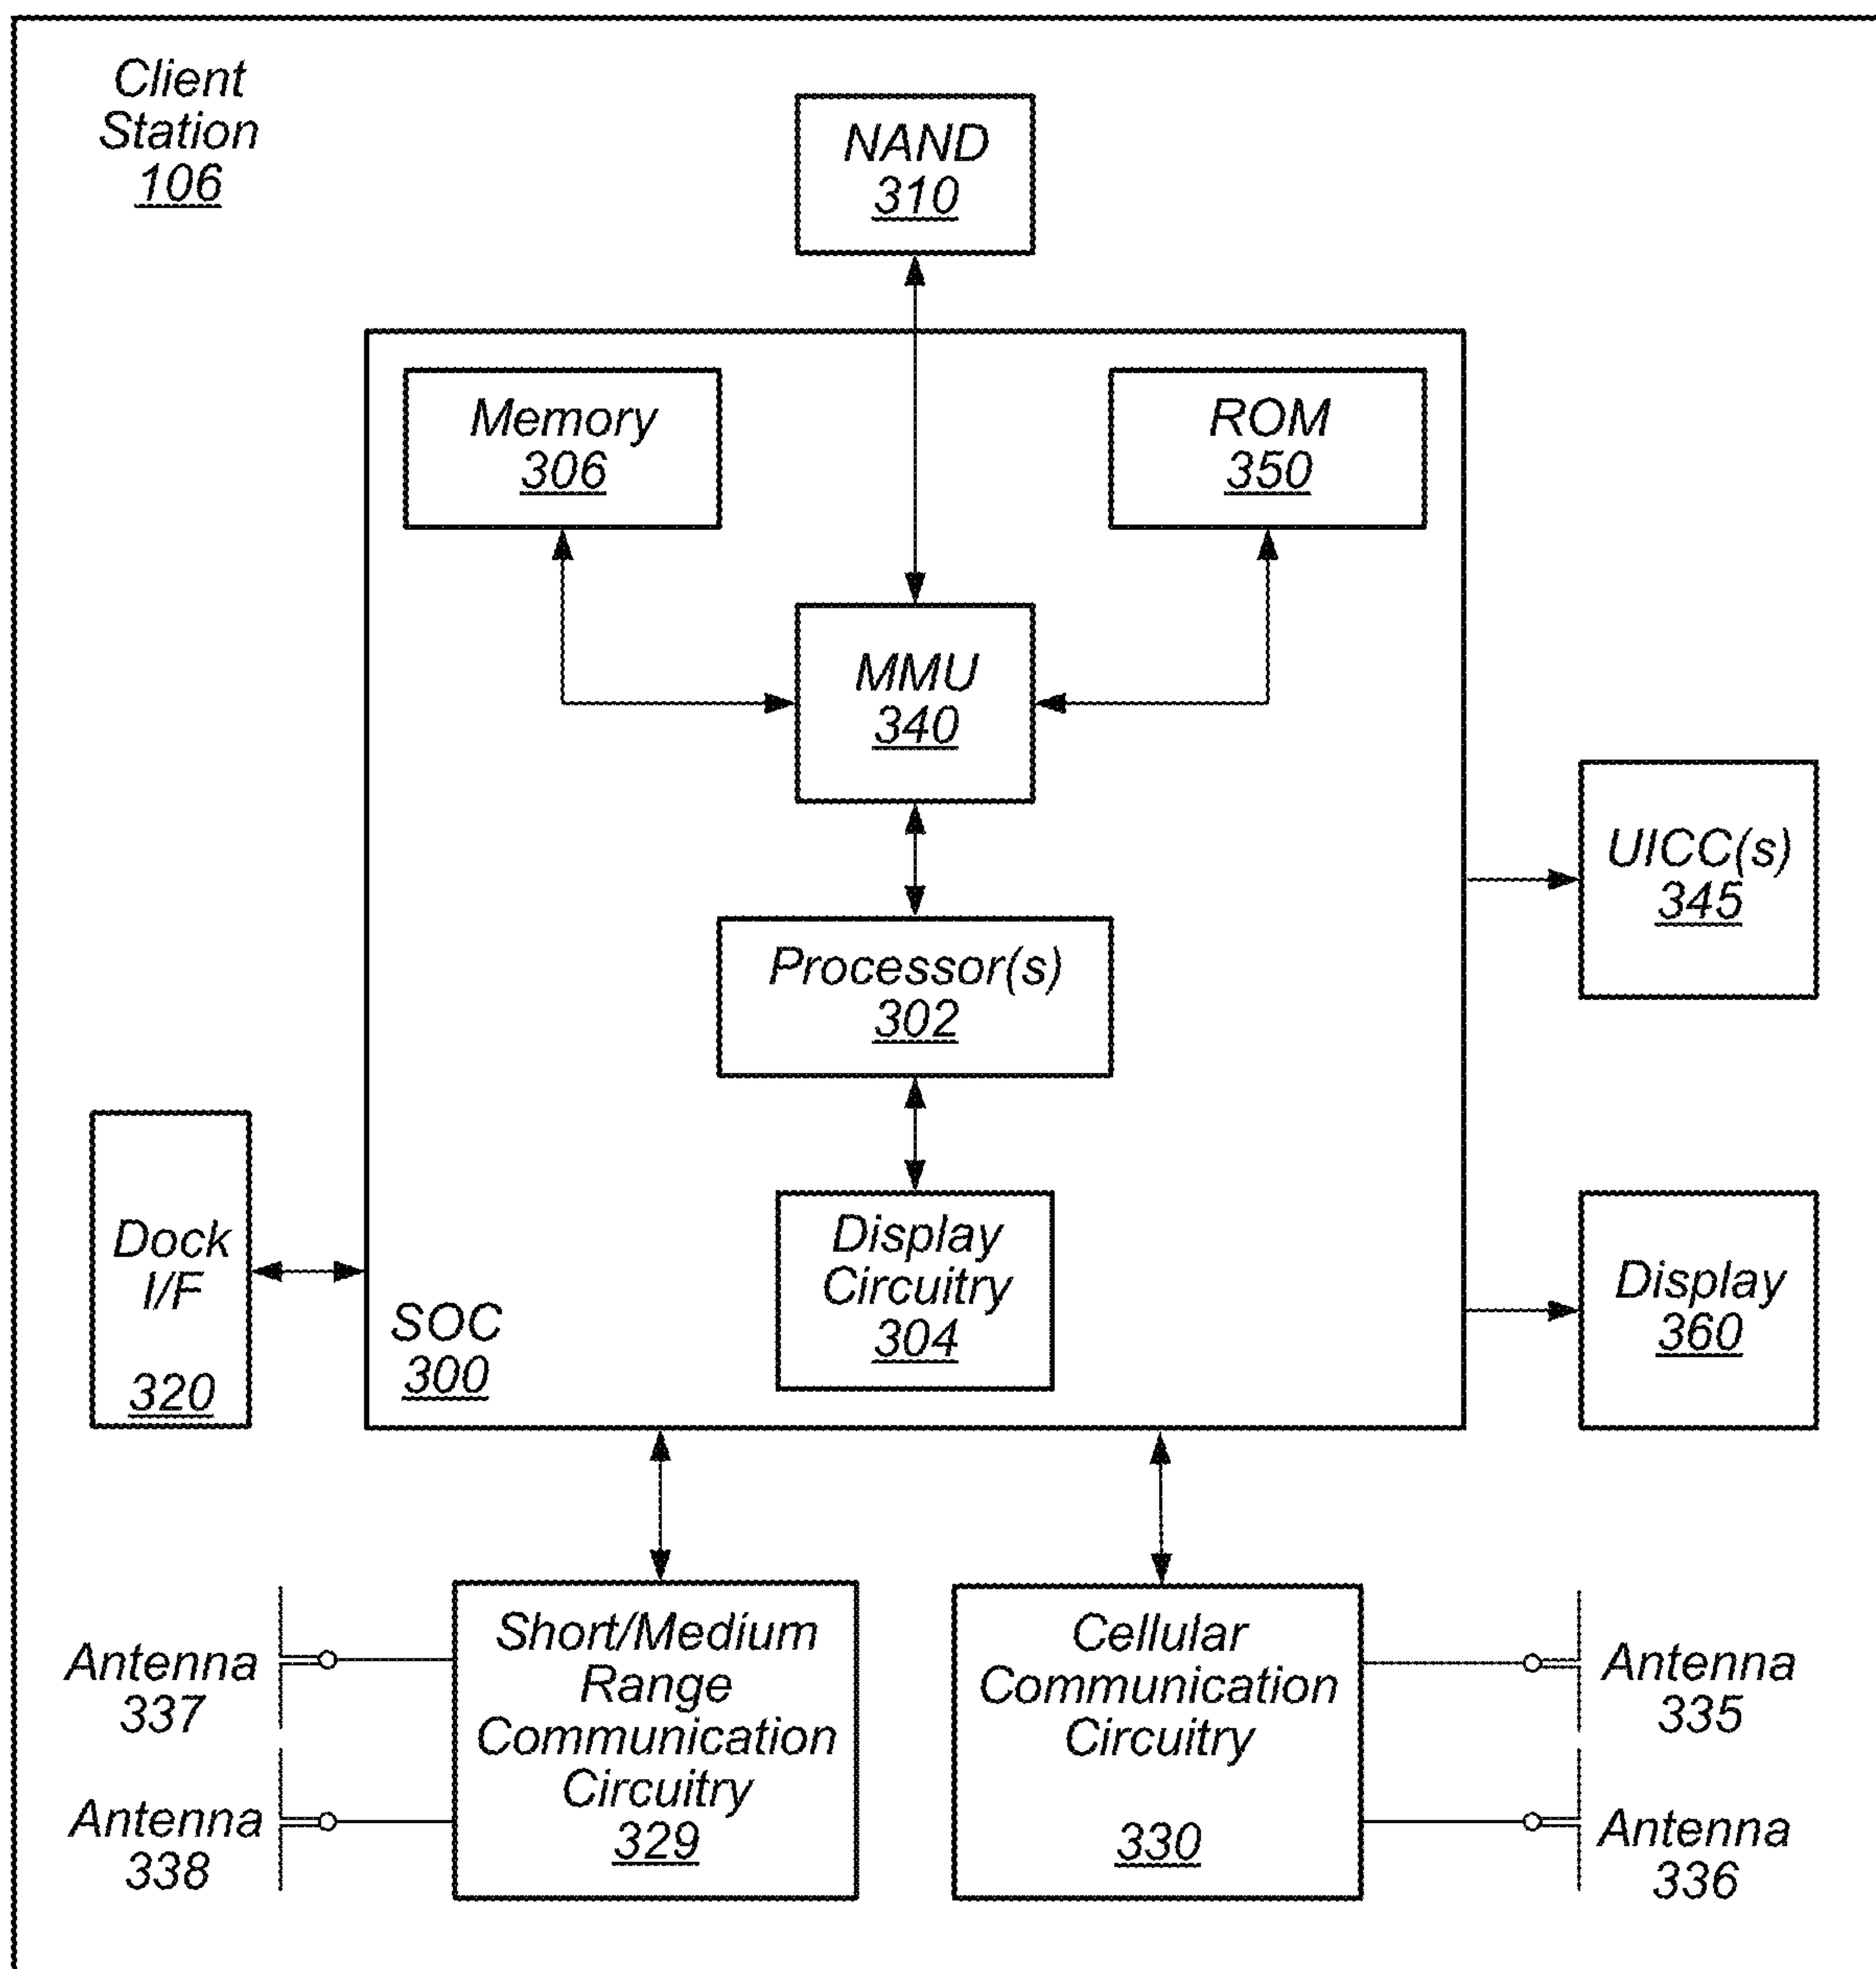 Client
Station
106
NAND
310
Memory
306
ROM
350
MMU
340
UICC(s)
345
Processor(s)
302
Dock
I/F
320
Display
Circuitry
304
SOC
300
Display
360
Short/Medium
Range
Communication
Circuitry
329
Cellular
Communication
Circuitry
330
Antenna
337
Antenna
338
Antenna
335
Antenna
336